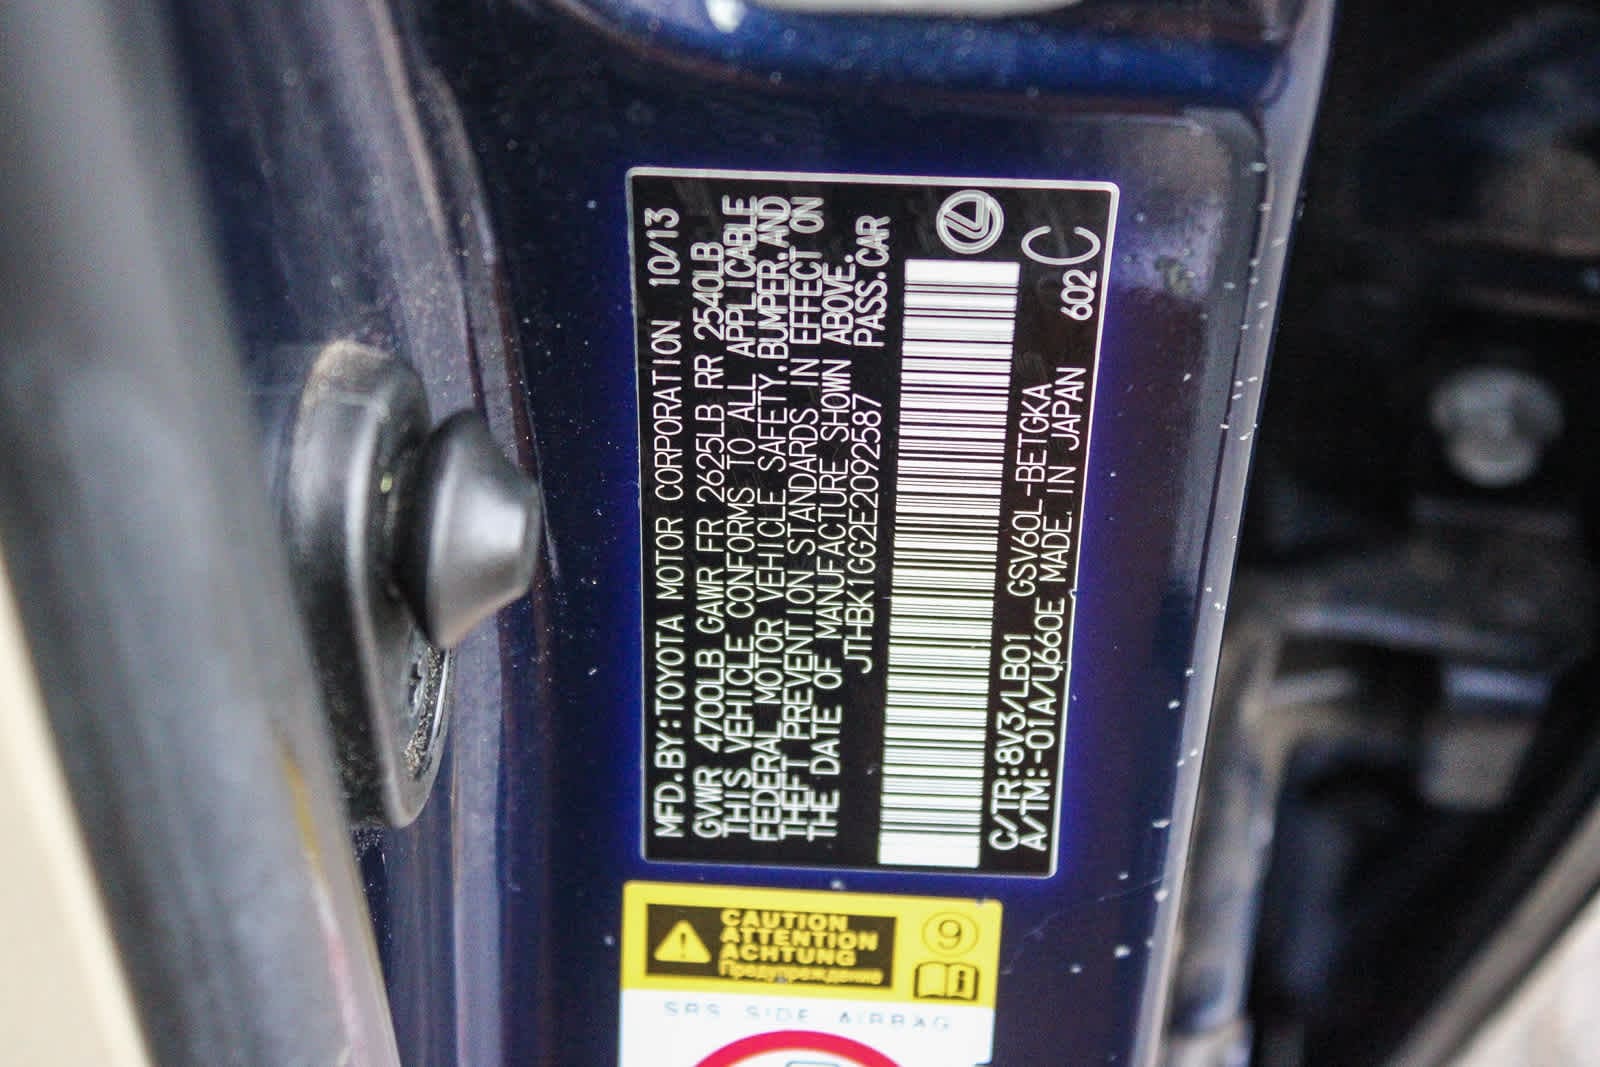 MFD.BY:TOYOTA MOTOR CORPORATION 10/13
GVWR 4700LB GAWR FR 2625LB RR 2540LB
THIS VEHICLE CONFORMS TO ALL APPLICABLE
FEDERAL MOTOR VEHICLE SAFETY,BUMPER,AND
THEFT PREVENTION STANDARDS IN EFFECT ON
THE DATE OF MANUFACTURE SHOWN ABOVE.
JTHBK1GG2E2092587 PASS.CAR
C/TR:8V3/LB01 GSV60L-BETGKA
A/TM:-01A/U660E MADE IN JAPAN 602 C
CAUTION
ATTENTION
ACHTUNG
Предупреждение
9
SRS SIDE AIRBAG